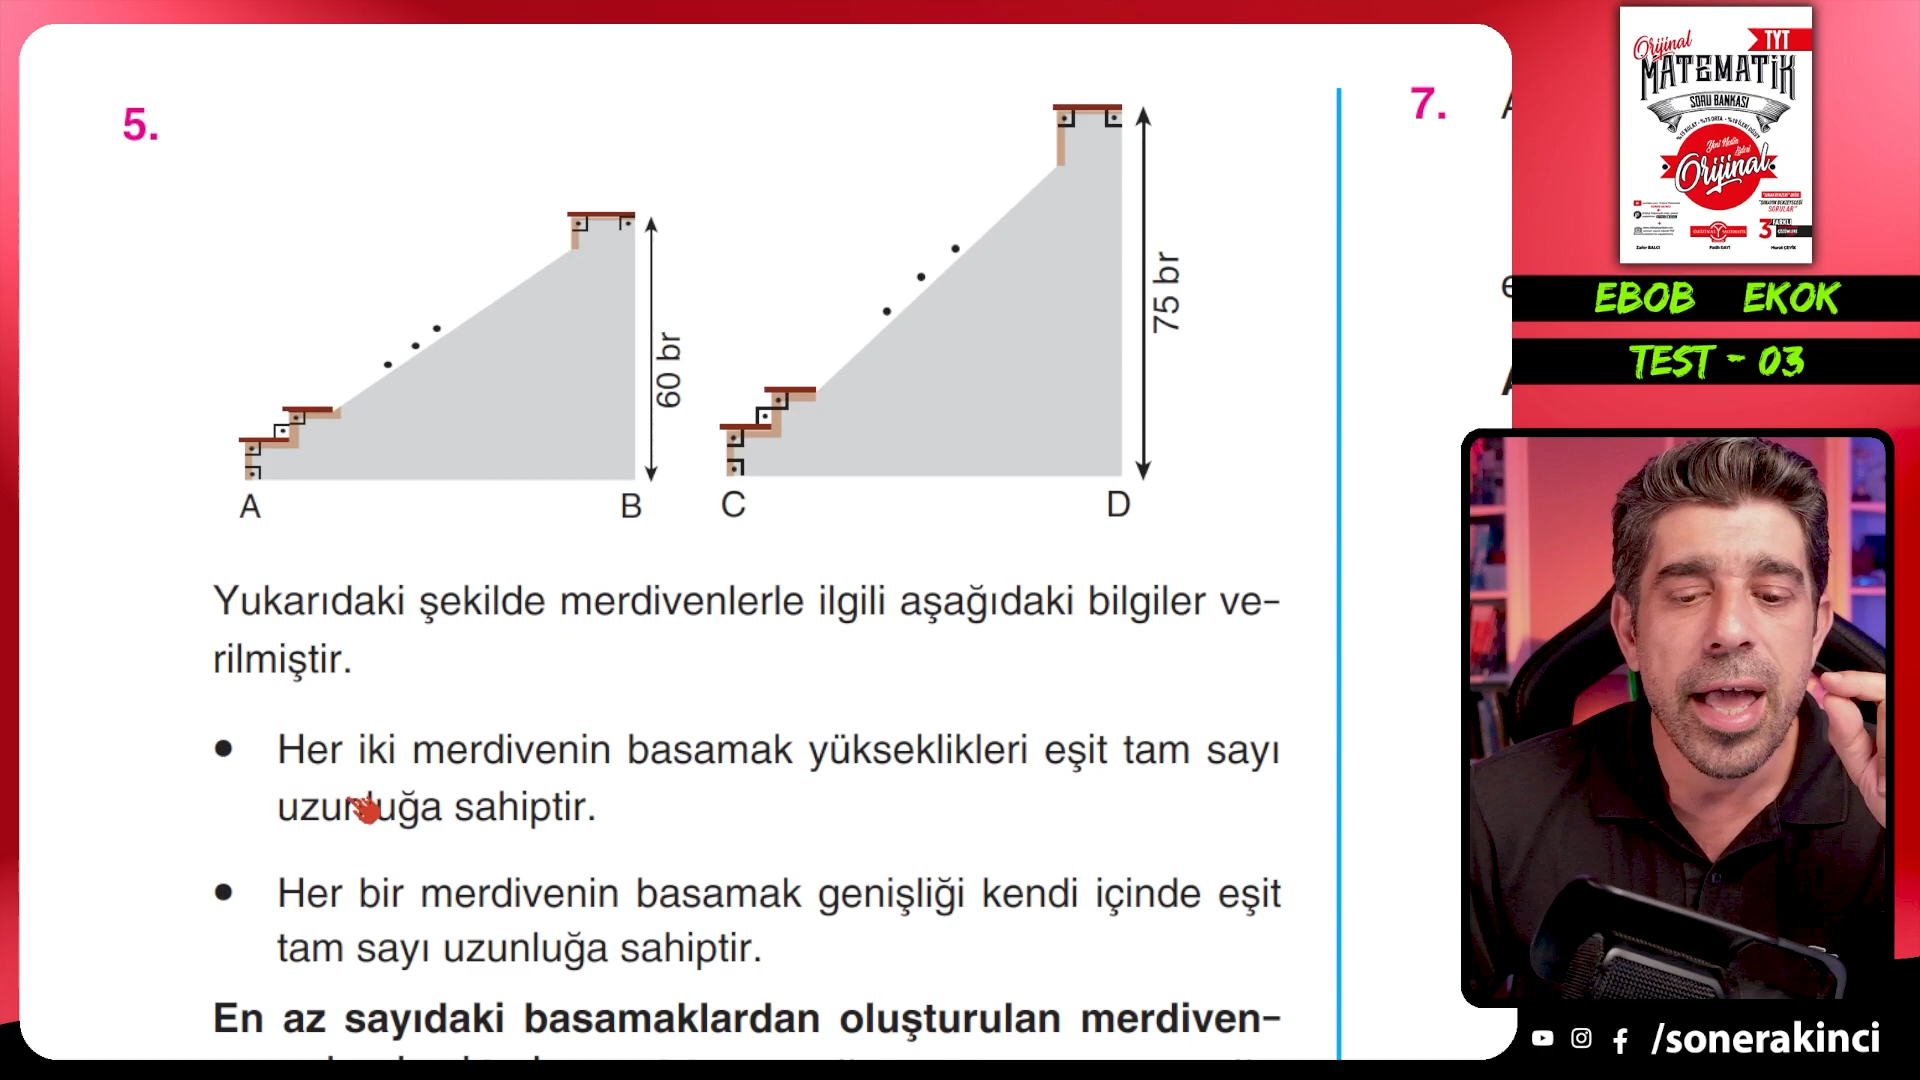 5.
60 br
A
B
75 br
C
D
Yukarıdaki şekilde merdivenlerle ilgili aşağıdaki bilgiler ve-
rilmiştir.
• Her iki merdivenin basamak yükseklikleri eşit tam sayı
uzunluğa sahiptir.
• Her bir merdivenin basamak genişliği kendi içinde eşit
tam sayı uzunluğa sahiptir.
En az sayıdaki basamaklardan oluşturulan merdiven-
7.
Orijinal
TYT
MATEMATİK
SORU BANKASI
Orijinal
EBOB EKOK
TEST - 03
/sonerakinci